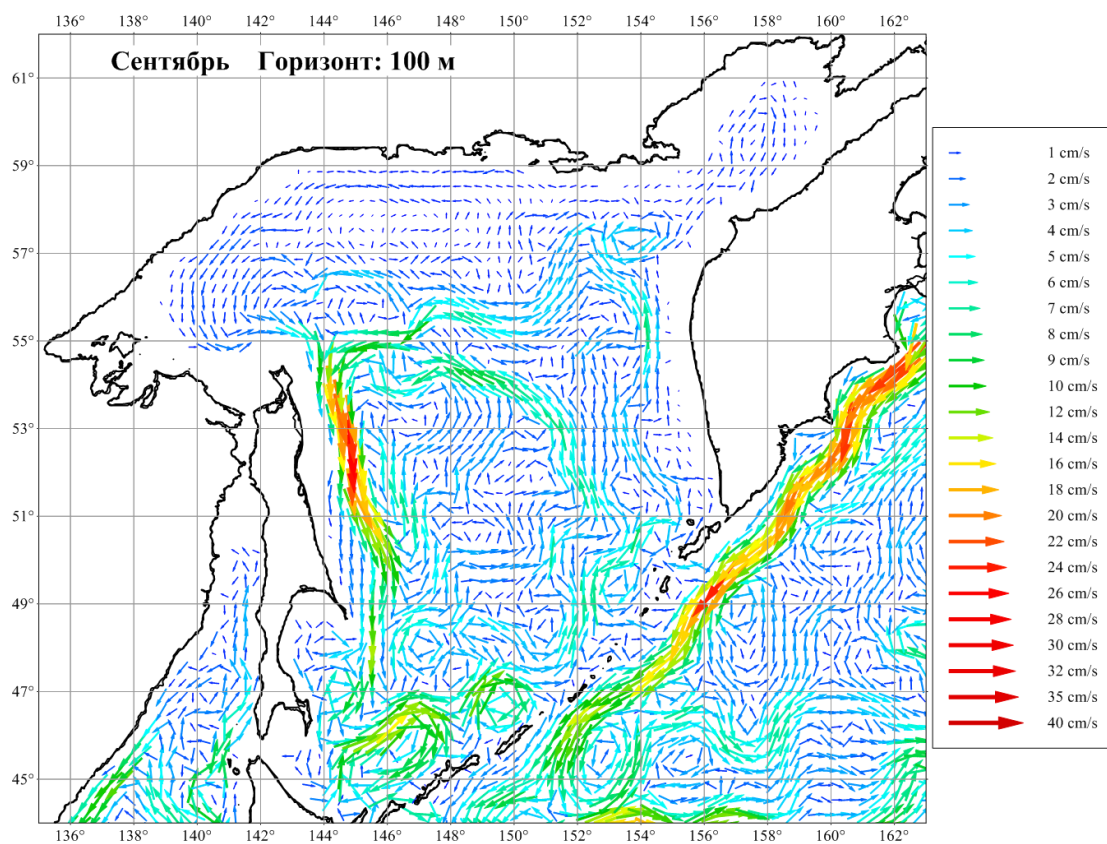 136° 138° 140° 142° 144° 146° 148° 150° 152° 154° 156° 158° 160° 162°
Сентябрь Горизонт: 100 м
61°
59°
57°
55°
53°
51°
49°
47°
45°
136° 138° 140° 142° 144° 146° 148° 150° 152° 154° 156° 158° 160° 162°
1 cm/s
2 cm/s
3 cm/s
4 cm/s
5 cm/s
6 cm/s
7 cm/s
8 cm/s
9 cm/s
10 cm/s
12 cm/s
14 cm/s
16 cm/s
18 cm/s
20 cm/s
22 cm/s
24 cm/s
26 cm/s
28 cm/s
30 cm/s
32 cm/s
35 cm/s
40 cm/s